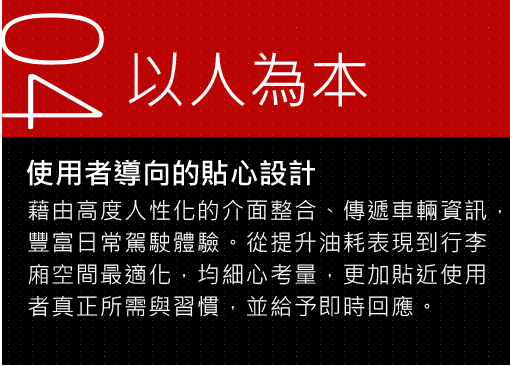 04
以人為本
使用者導向的貼心設計
藉由高度人性化的介面整合、傳遞車輛資訊，
豐富日常駕駛體驗。從提升油耗表現到行李
廂空間最適化，均細心考量，更加貼近使用
者真正所需與習慣，並給予即時回應。